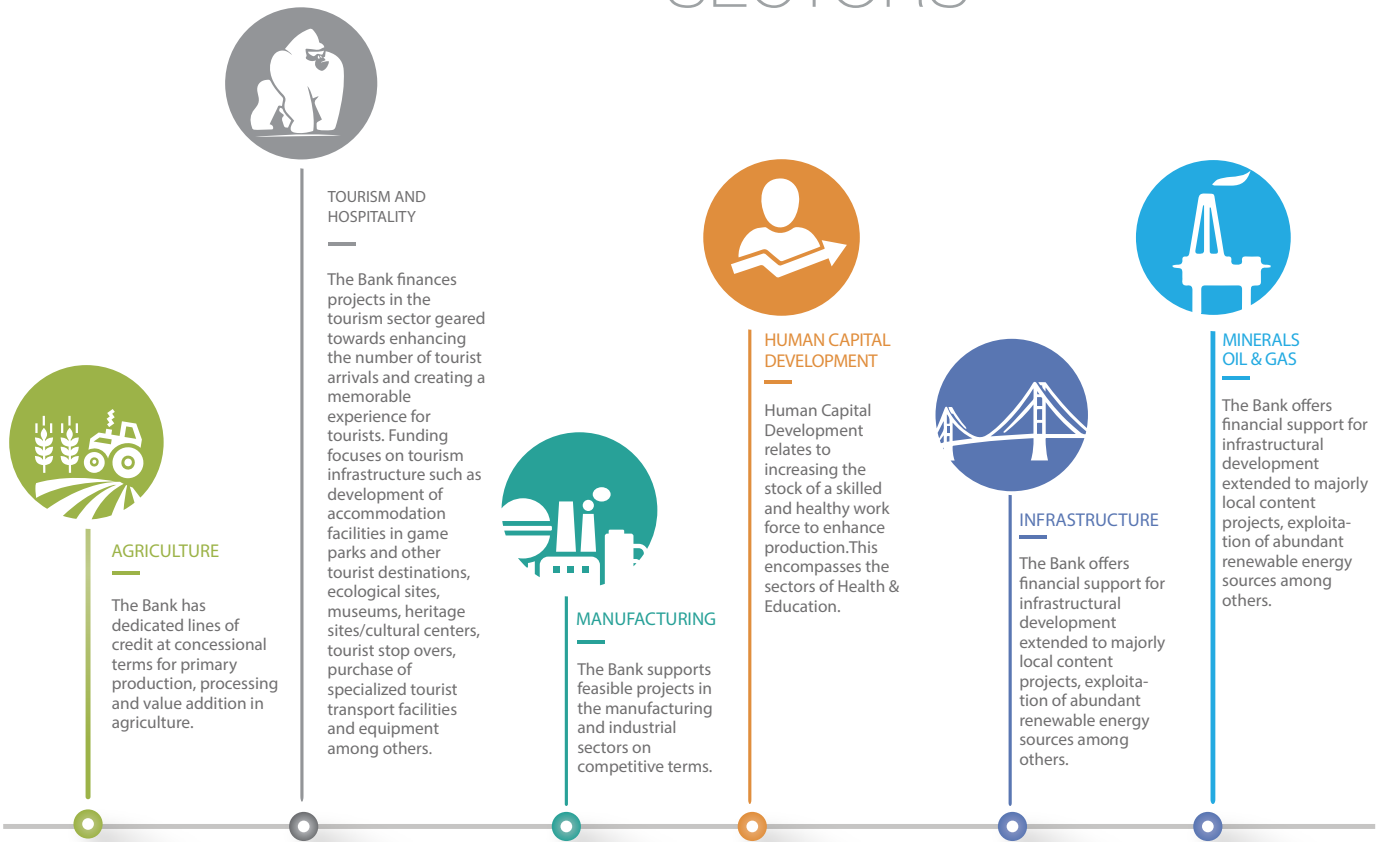 SECTORS
TOURISM AND
HOSPITALITY
The Bank finances
projects in the
tourism sector geared
towards enhancing
the number of tourist
arrivals and creating a
memorable
experience for
tourists. Funding
focuses on tourism
infrastructure such as
development of
accommodation
facilities in game
parks and other
tourist destinations,
ecological sites,
museums, heritage
sites/cultural centers,
tourist stop overs,
purchase of
specialized tourist
transport facilities
and equipment
among others.
AGRICULTURE
The Bank has
dedicated lines of
credit at concessional
terms for primary
production, processing
and value addition in
agriculture.
MANUFACTURING
The Bank supports
feasible projects in
the manufacturing
and industrial
sectors on
competitive terms.
HUMAN CAPITAL
DEVELOPMENT
Human Capital
Development
relates to
increasing the
stock of a skilled
and healthy work
force to enhance
production.This
encompasses the
sectors of Health &
Education.
INFRASTRUCTURE
The Bank offers
financial support for
infrastructural
development
extended to majorly
local content
projects, exploita-
tion of abundant
renewable energy
sources among
others.
MINERALS
OIL & GAS
The Bank offers
financial support for
infrastructural
development
extended to majorly
local content
projects, exploita-
tion of abundant
renewable energy
sources among
others.